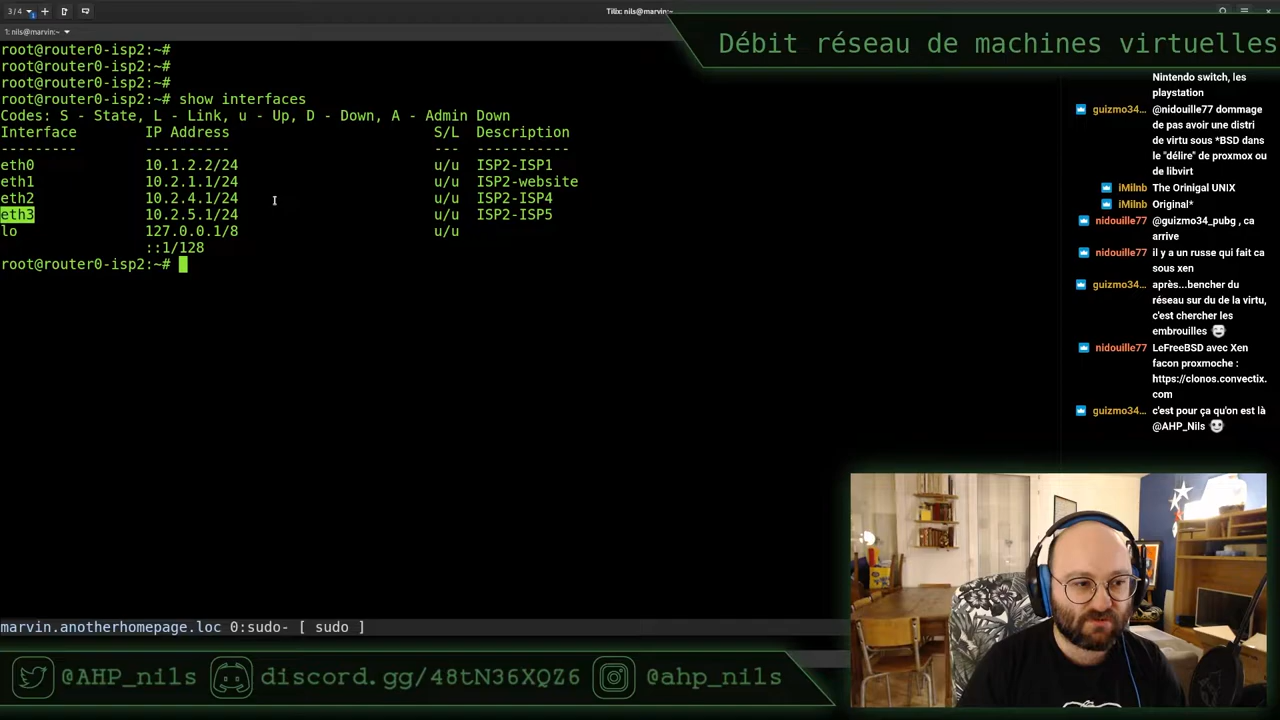 3/4
Tilix: nils@marvin:~
1: nils@marvin:~
Débit réseau de machines virtuelles
root@router0-isp2:~#
root@router0-isp2:~#
root@router0-isp2:~#
root@router0-isp2:~# show interfaces
Codes: S - State, L - Link, u - Up, D - Down, A - Admin Down
Interface IP Address S/L Description
--------- ---------- --- -----------
eth0 10.1.2.2/24 u/u ISP2-ISP1
eth1 10.2.1.1/24 u/u ISP2-website
eth2 10.2.4.1/24 u/u ISP2-ISP4
eth3 10.2.5.1/24 u/u ISP2-ISP5
lo 127.0.0.1/8 u/u
::1/128
root@router0-isp2:~#
Nintendo switch, les
playstation
guizmo34... @nidouille77 dommage
de pas avoir une distri
de virtu sous *BSD dans
le "délire" de proxmox ou
de libvirt
iMilnb The Orinigal UNIX
iMilnb Original*
nidouille77 @guizmo34_pubg , ca
arrive
nidouille77 il y a un russe qui fait ca
sous xen
guizmo34... après...bencher du
réseau sur du de la virtu,
c'est chercher les
embrouilles
nidouille77 LeFreeBSD avec Xen
facon proxmoche :
https://clonos.convectix.
com
guizmo34... c'est pour ça qu'on est là
@AHP_Nils
marvin.anotherhomepage.loc 0:sudo- [ sudo ]
@AHP_nils discord.gg/48tN36XQZ6 @ahp_nils